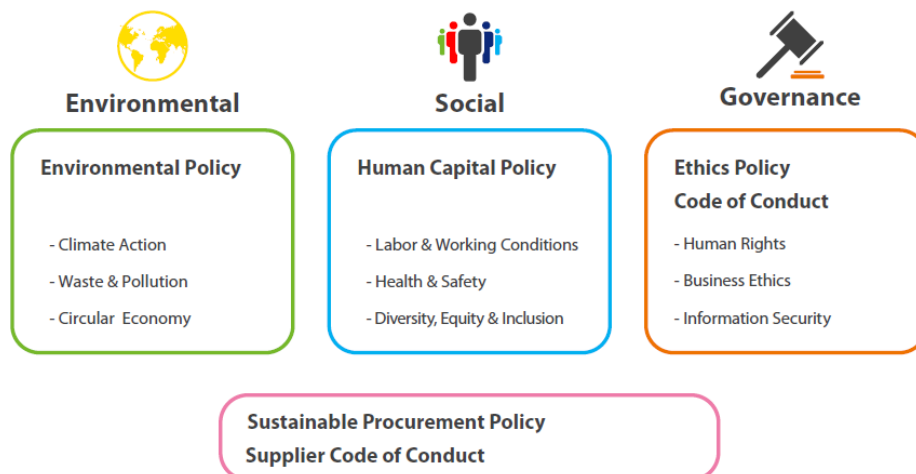 Environmental
Social
Governance
Environmental Policy
- Climate Action
- Waste & Pollution
- Circular Economy
Human Capital Policy
- Labor & Working Conditions
- Health & Safety
- Diversity, Equity & Inclusion
Ethics Policy
Code of Conduct
- Human Rights
- Business Ethics
- Information Security
Sustainable Procurement Policy
Supplier Code of Conduct